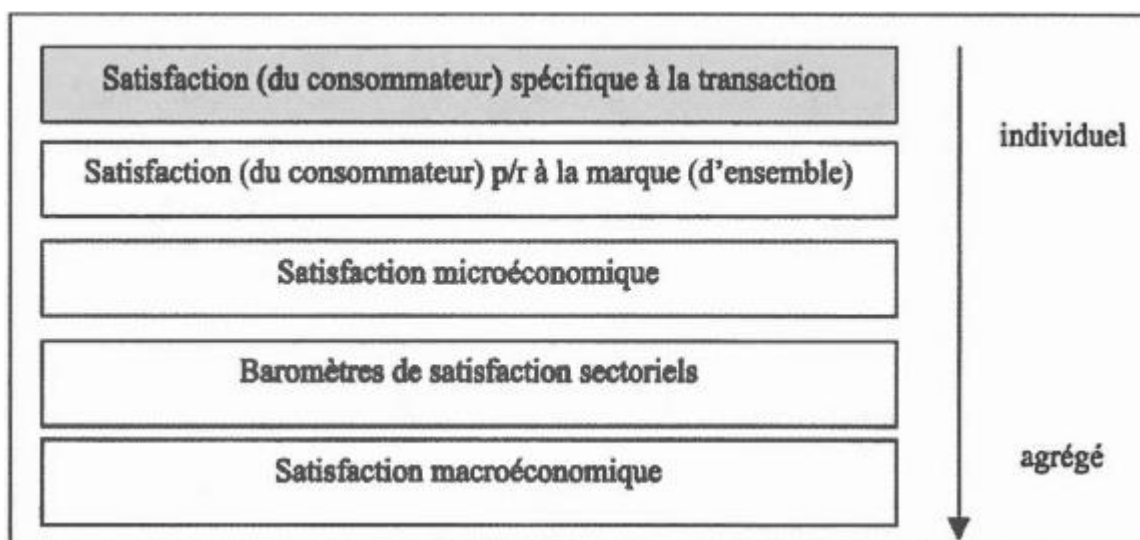 Satisfaction (du consommateur) spécifique à la transaction
individuel
Satisfaction (du consommateur) p/r à la marque (d'ensemble)
Satisfaction microéconomique
Baromètres de satisfaction sectoriels
Satisfaction macroéconomique
agrégé